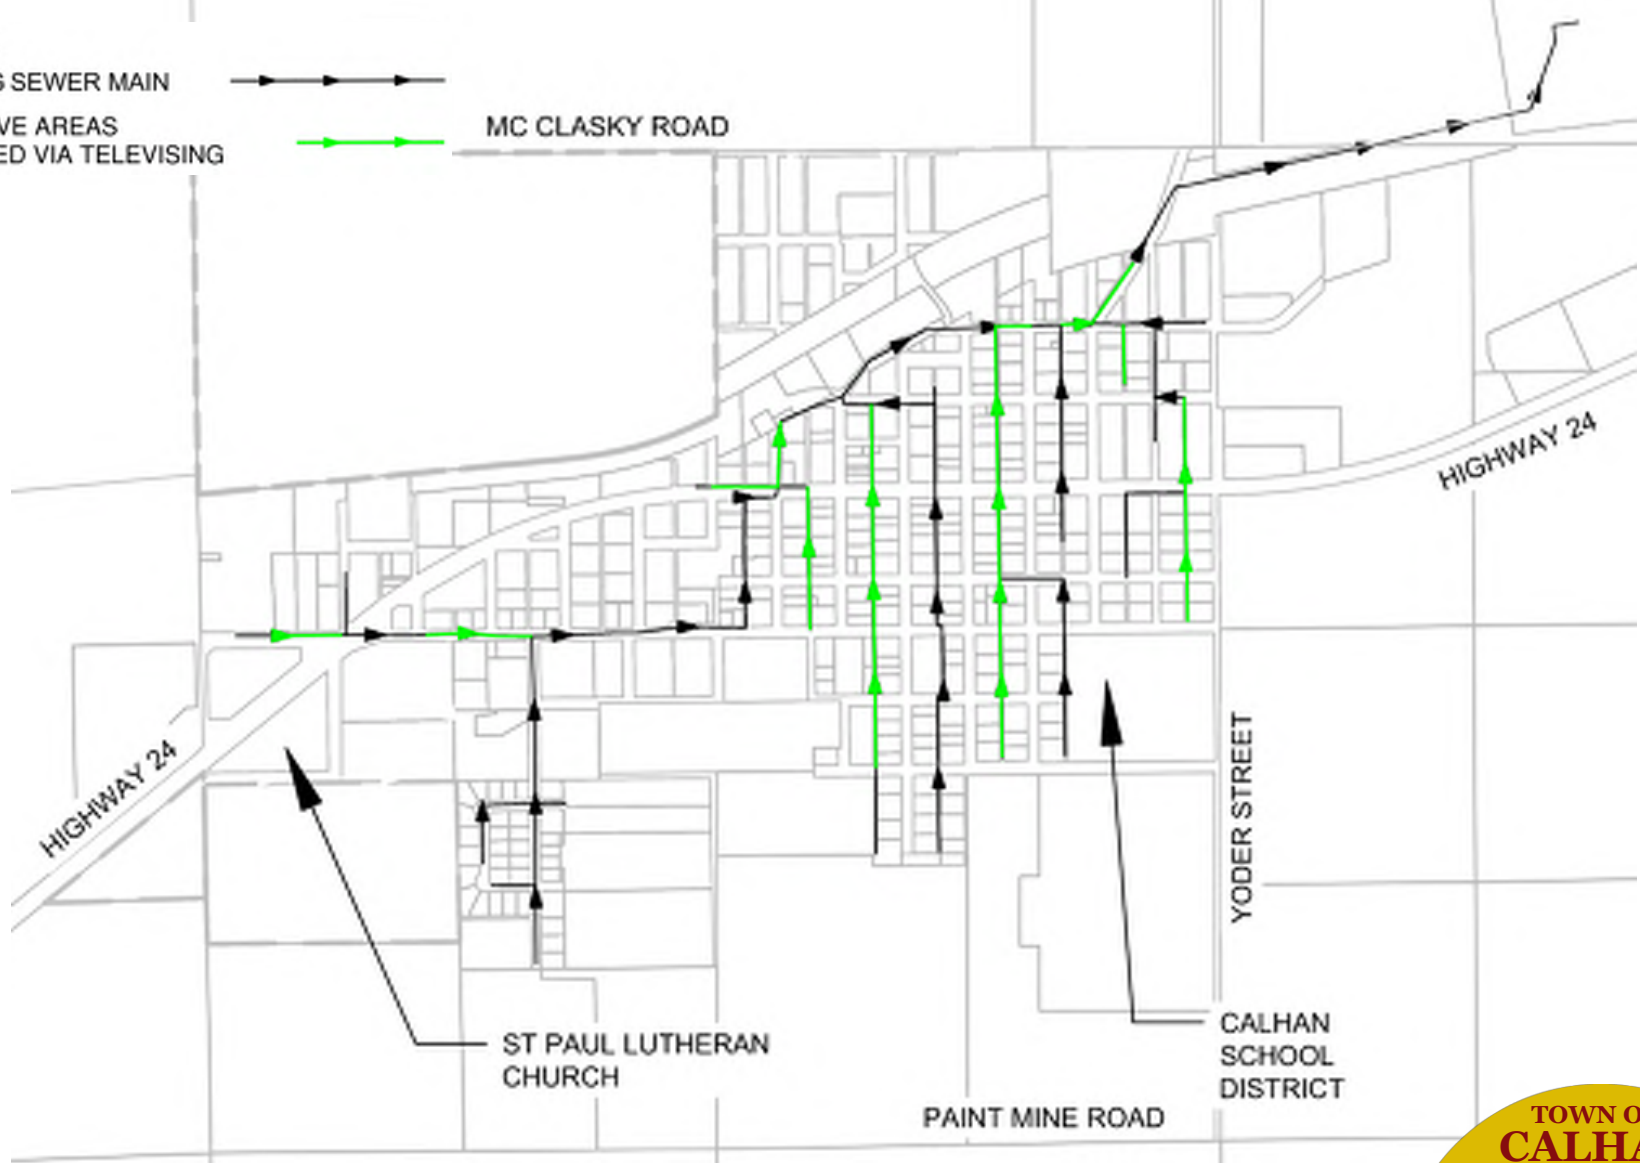 SEWER MAIN
MC CLASKY ROAD
VE AREAS
ED VIA TELEVISING
HIGHWAY 24
HIGHWAY 24
YODER STREET
ST PAUL LUTHERAN
CHURCH
CALHAN
SCHOOL
DISTRICT
PAINT MINE ROAD
TOWN O
CALHA